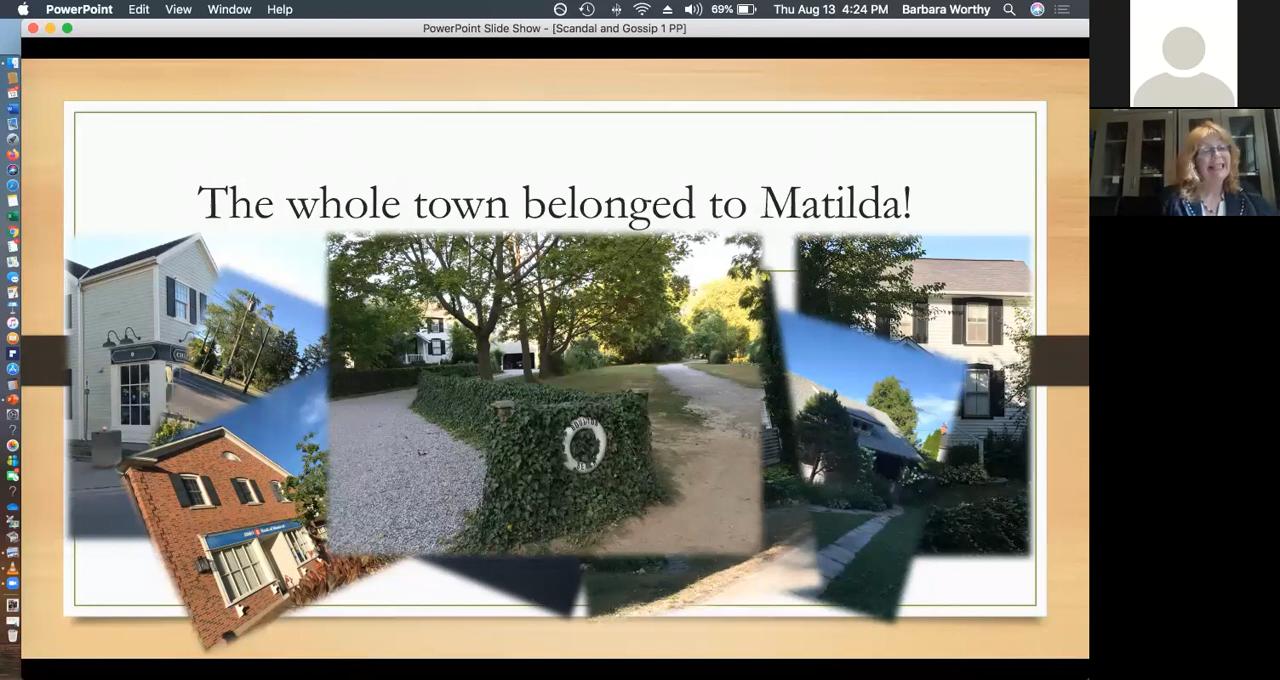 PowerPoint Edit View Window Help
69% Thu Aug 13 4:24 PM Barbara Worthy
PowerPoint Slide Show - [Scandal and Gossip 1 PP]
The whole town belonged to Matilda!